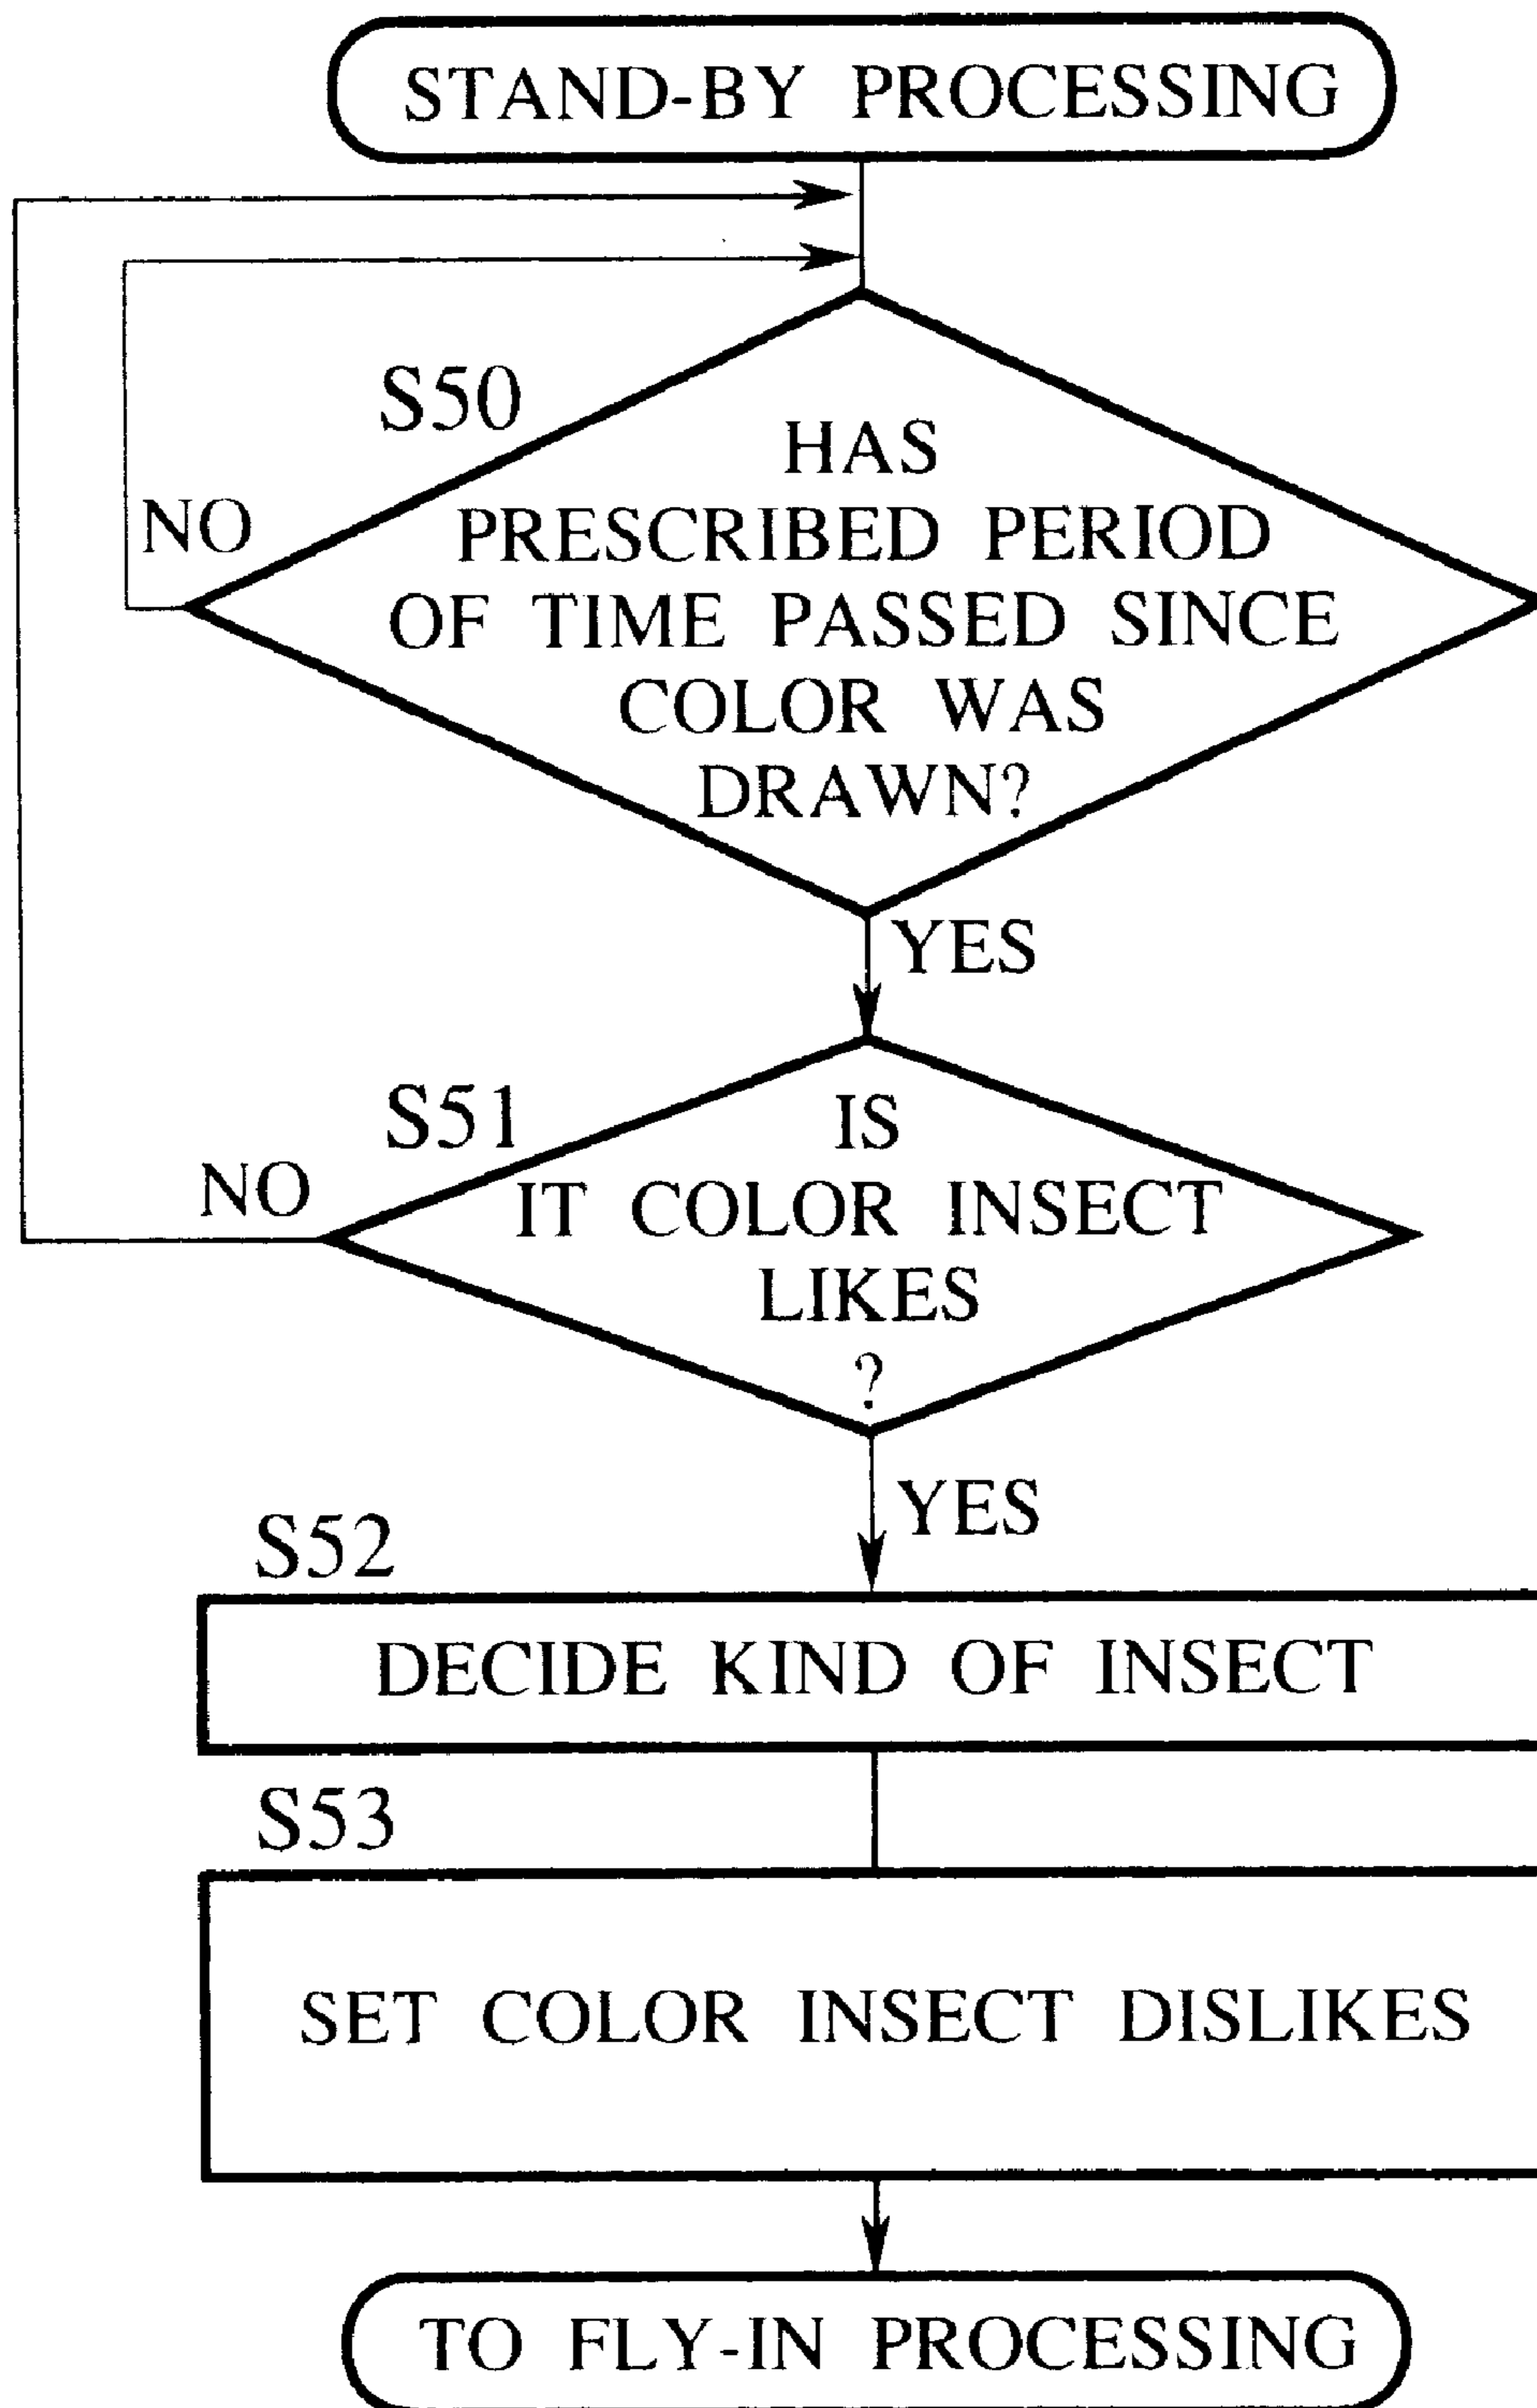 STAND-BY PROCESSING
S50
HAS
NO
PRESCRIBED PERIOD
OF TIME PASSED SINCE
COLOR WAS
DRAWN?
YES
S51
IS
NO
IT COLOR INSECT
LIKES
?
YES
S52
DECIDE KIND OF INSECT
S53
SET COLOR INSECT DISLIKES
TO FLY-IN PROCESSING